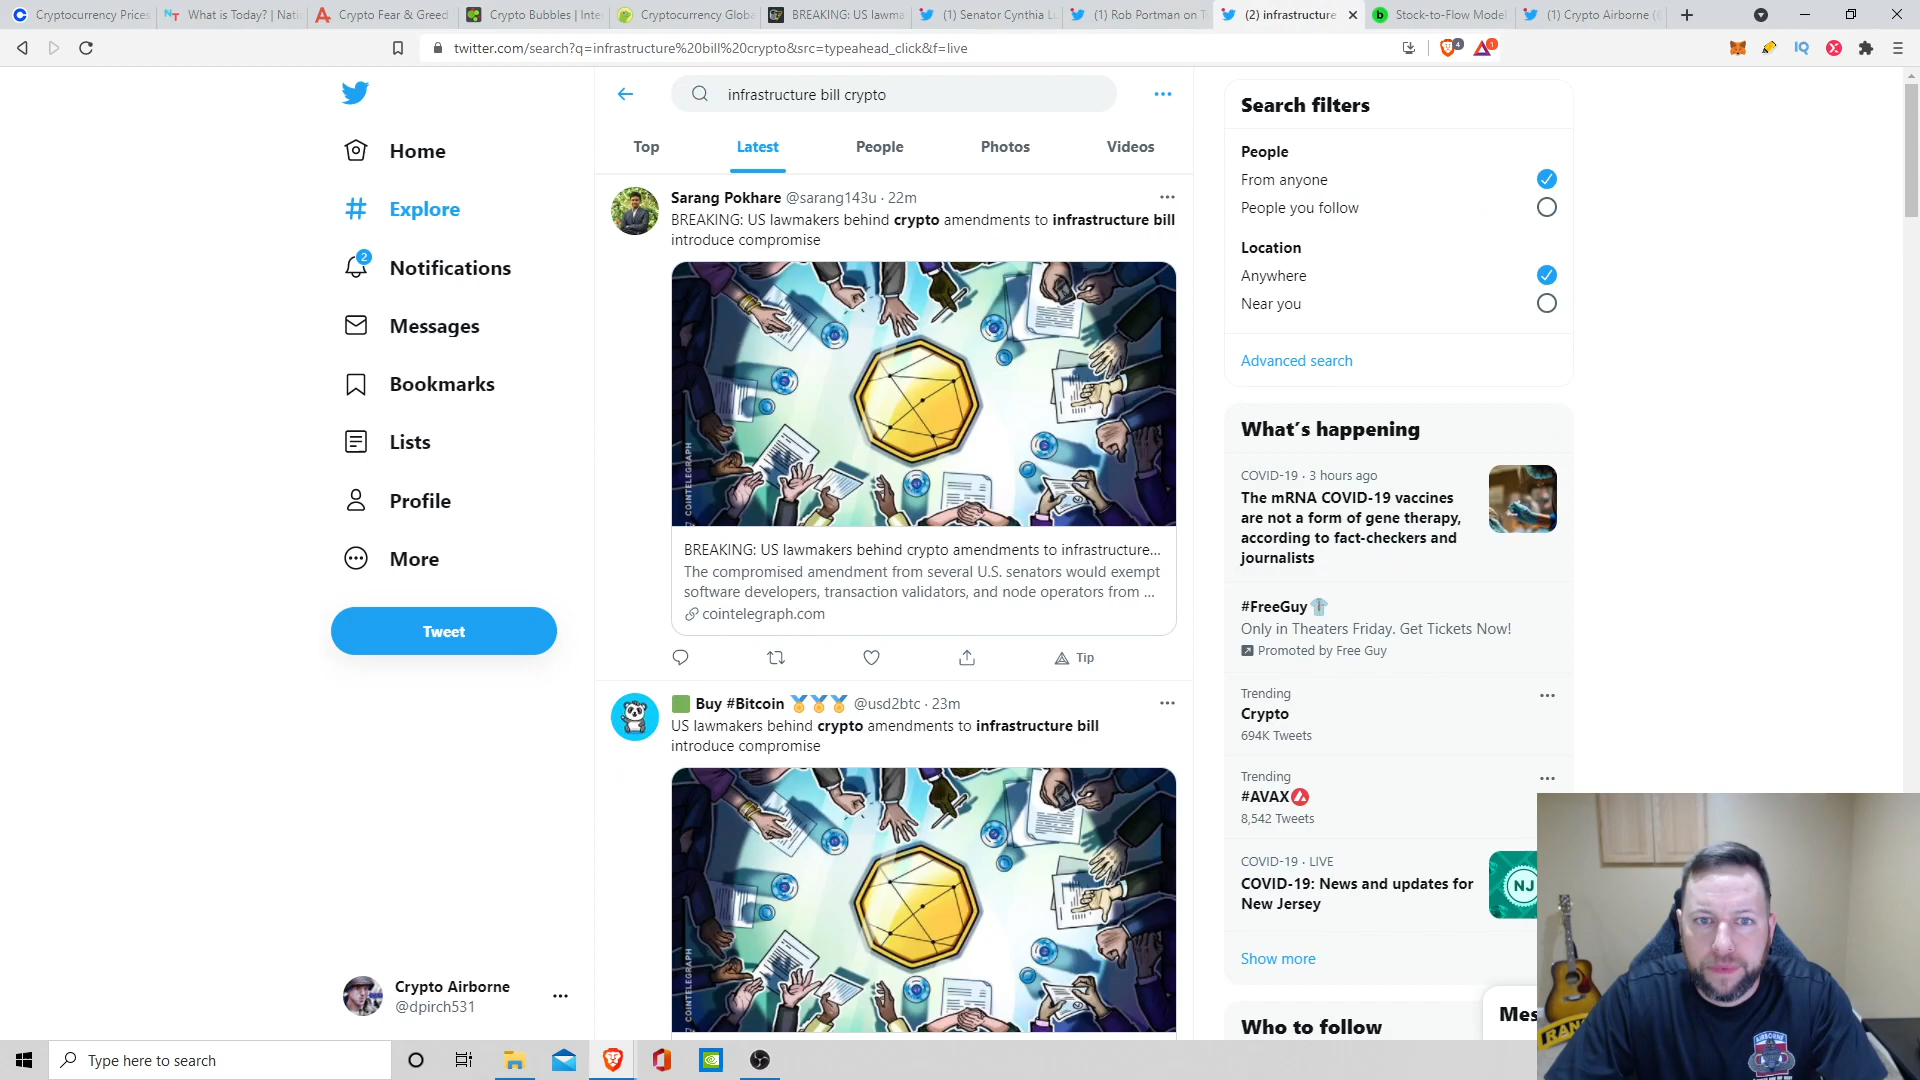 Cryptocurrency Prices
What is Today? | Nati
Crypto Fear & Greed
Crypto Bubbles | Inte
Cryptocurrency Globa
BREAKING: US lawma
(1) Senator Cynthia Lu
(1) Rob Portman on T
(2) infrastructure
Stock-to-Flow Model
(1) Crypto Airborne (@
twitter.com/search?q=infrastructure%20bill%20crypto&src=typeahead_click&f=live
4
1
IQ
infrastructure bill crypto
Top
Latest
People
Photos
Videos
Home
Explore
2
Notifications
Messages
Bookmarks
Lists
Profile
More
Tweet
Crypto Airborne
@dpirch531
Sarang Pokhare @sarang143u · 22m
BREAKING: US lawmakers behind crypto amendments to infrastructure bill
introduce compromise
COINTELEGRAPH
BREAKING: US lawmakers behind crypto amendments to infrastructure...
The compromised amendment from several U.S. senators would exempt
software developers, transaction validators, and node operators from ...
cointelegraph.com
Tip
Buy #Bitcoin @usd2btc · 23m
US lawmakers behind crypto amendments to infrastructure bill
introduce compromise
COINTELEGRAPH
Search filters
People
From anyone
People you follow
Location
Anywhere
Near you
Advanced search
What's happening
COVID-19 · 3 hours ago
The mRNA COVID-19 vaccines
are not a form of gene therapy,
according to fact-checkers and
journalists
#FreeGuy
Only in Theaters Friday. Get Tickets Now!
Promoted by Free Guy
Trending
Crypto
694K Tweets
Trending
#AVAX
8,542 Tweets
COVID-19 · LIVE
COVID-19: News and updates for
New Jersey
NJ
Show more
Who to follow
Mes
RAN
AIRBORNE
Type here to search